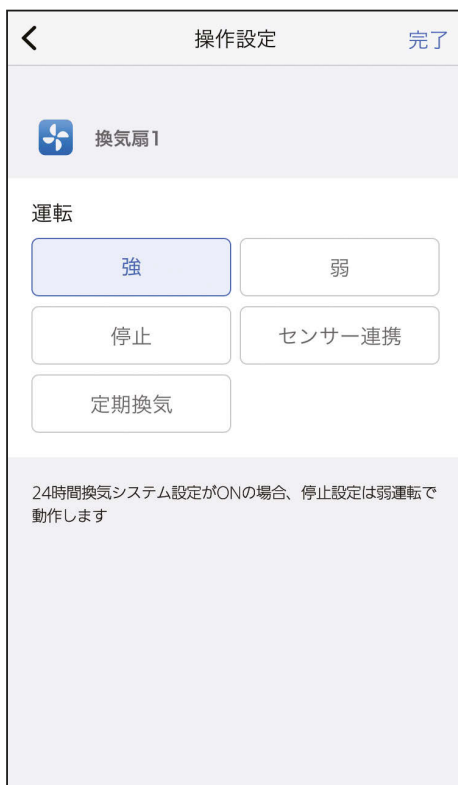 操作設定 完了
換気扇1
運転
強 弱
停止 センサー連携
定期換気
24時間換気システム設定がONの場合、停止設定は弱運転で
動作します